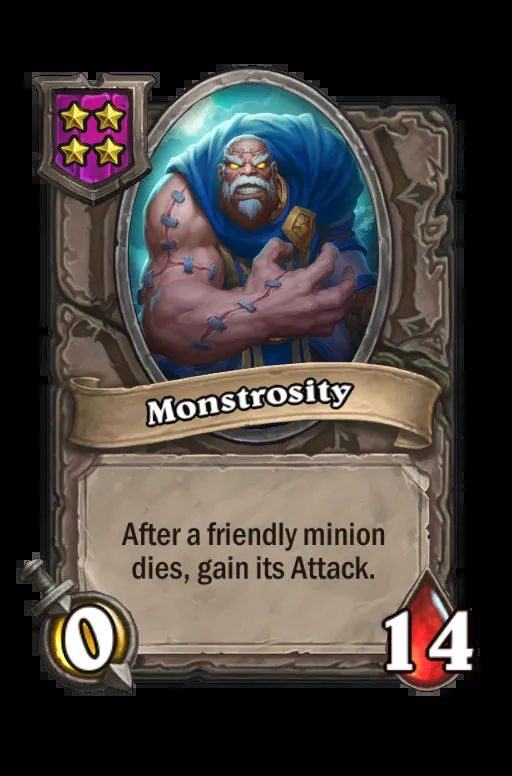 Monstrosity
After a friendly minion
dies, gain its Attack.
0
14